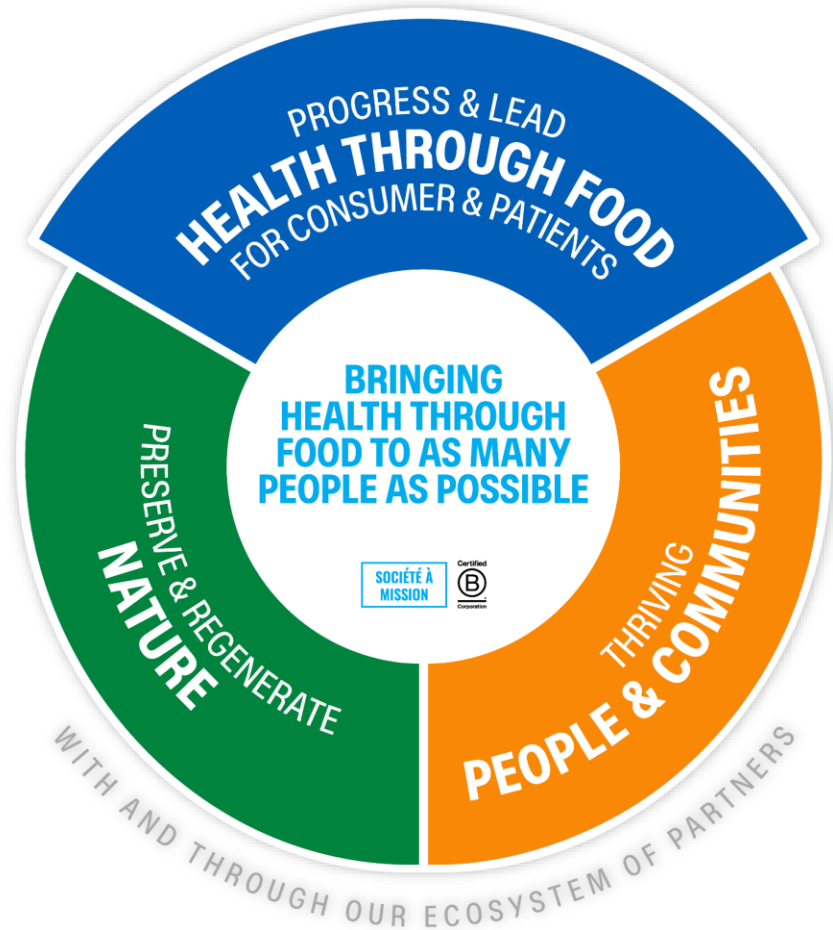 PROGRESS & LEAD
HEALTH THROUGH FOOD
FOR CONSUMER & PATIENTS
BRINGING
HEALTH THROUGH
FOOD TO AS MANY
PEOPLE AS POSSIBLE
SOCIÉTÉ À
MISSION
Certified
B
Corporation
PRESERVE & REGENERATE
NATURE
THRIVING
PEOPLE & COMMUNITIES
WITH AND THROUGH OUR ECOSYSTEM OF PARTNERS